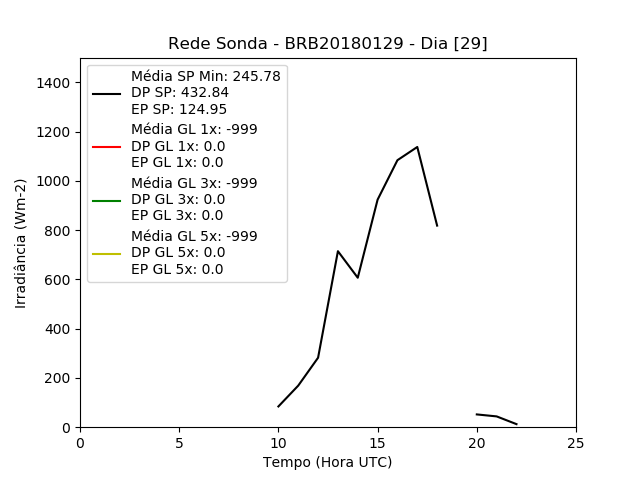 Rede Sonda - BRB20180129 - Dia [29]
Média SP Min: 245.78
DP SP: 432.84
EP SP: 124.95
Média GL 1x: -999
DP GL 1x: 0.0
EP GL 1x: 0.0
Média GL 3x: -999
DP GL 3x: 0.0
EP GL 3x: 0.0
Média GL 5x: -999
DP GL 5x: 0.0
EP GL 5x: 0.0
Irradiância (Wm-2)
1400
1200
1000
800
600
400
200
0
0 5 10 15 20 25
Tempo (Hora UTC)